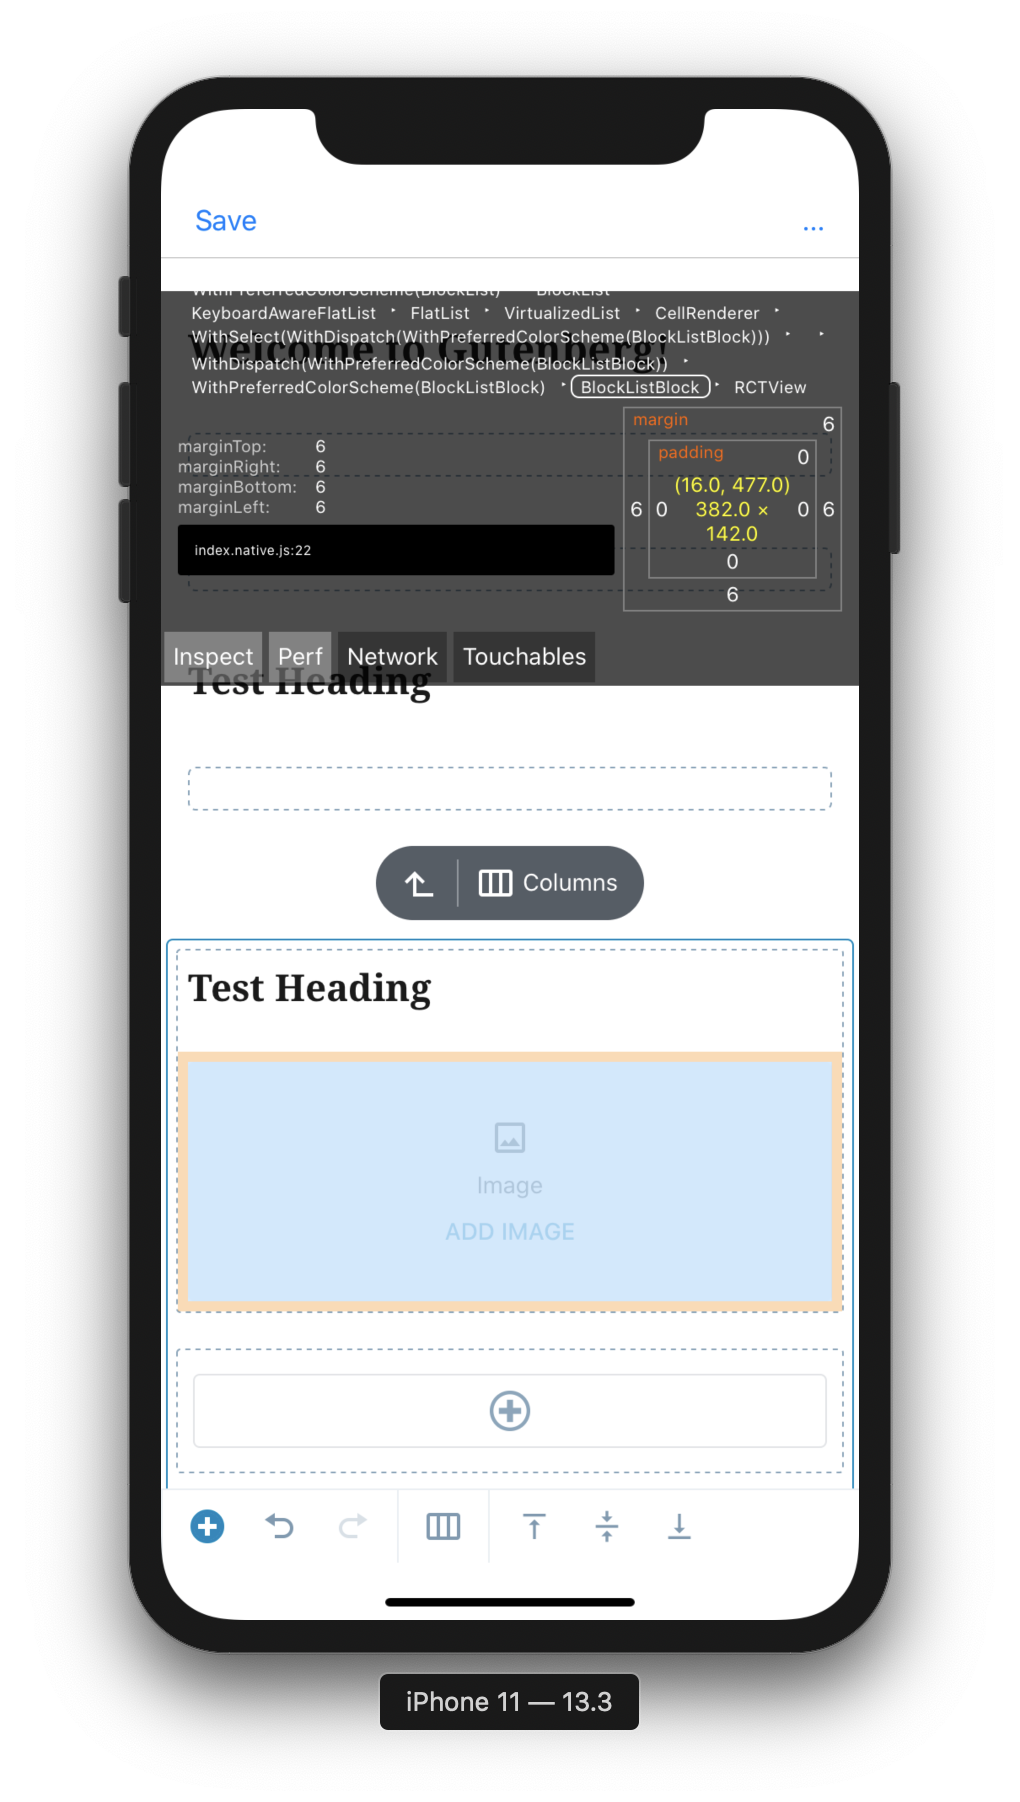 Save
...
WithPreferredColorScheme(BlockList) BlockList
KeyboardAwareFlatList ‣ FlatList ‣ VirtualizedList ‣ CellRenderer ‣
WithSelect(WithDispatch(WithPreferredColorScheme(BlockListBlock))) ‣ ‣
Welcome to Gutenberg!
WithDispatch(WithPreferredColorScheme(BlockListBlock)) ‣
WithPreferredColorScheme(BlockListBlock) ‣ BlockListBlock ‣ RCTView
margin 6
marginTop: 6
marginRight: 6
marginBottom: 6
marginLeft: 6
padding 0
(16.0, 477.0)
6 0 382.0 × 0 6
142.0
0
6
index.native.js:22
Inspect Perf Network Touchables
Test Heading
Columns
Test Heading
Image
ADD IMAGE
iPhone 11 — 13.3